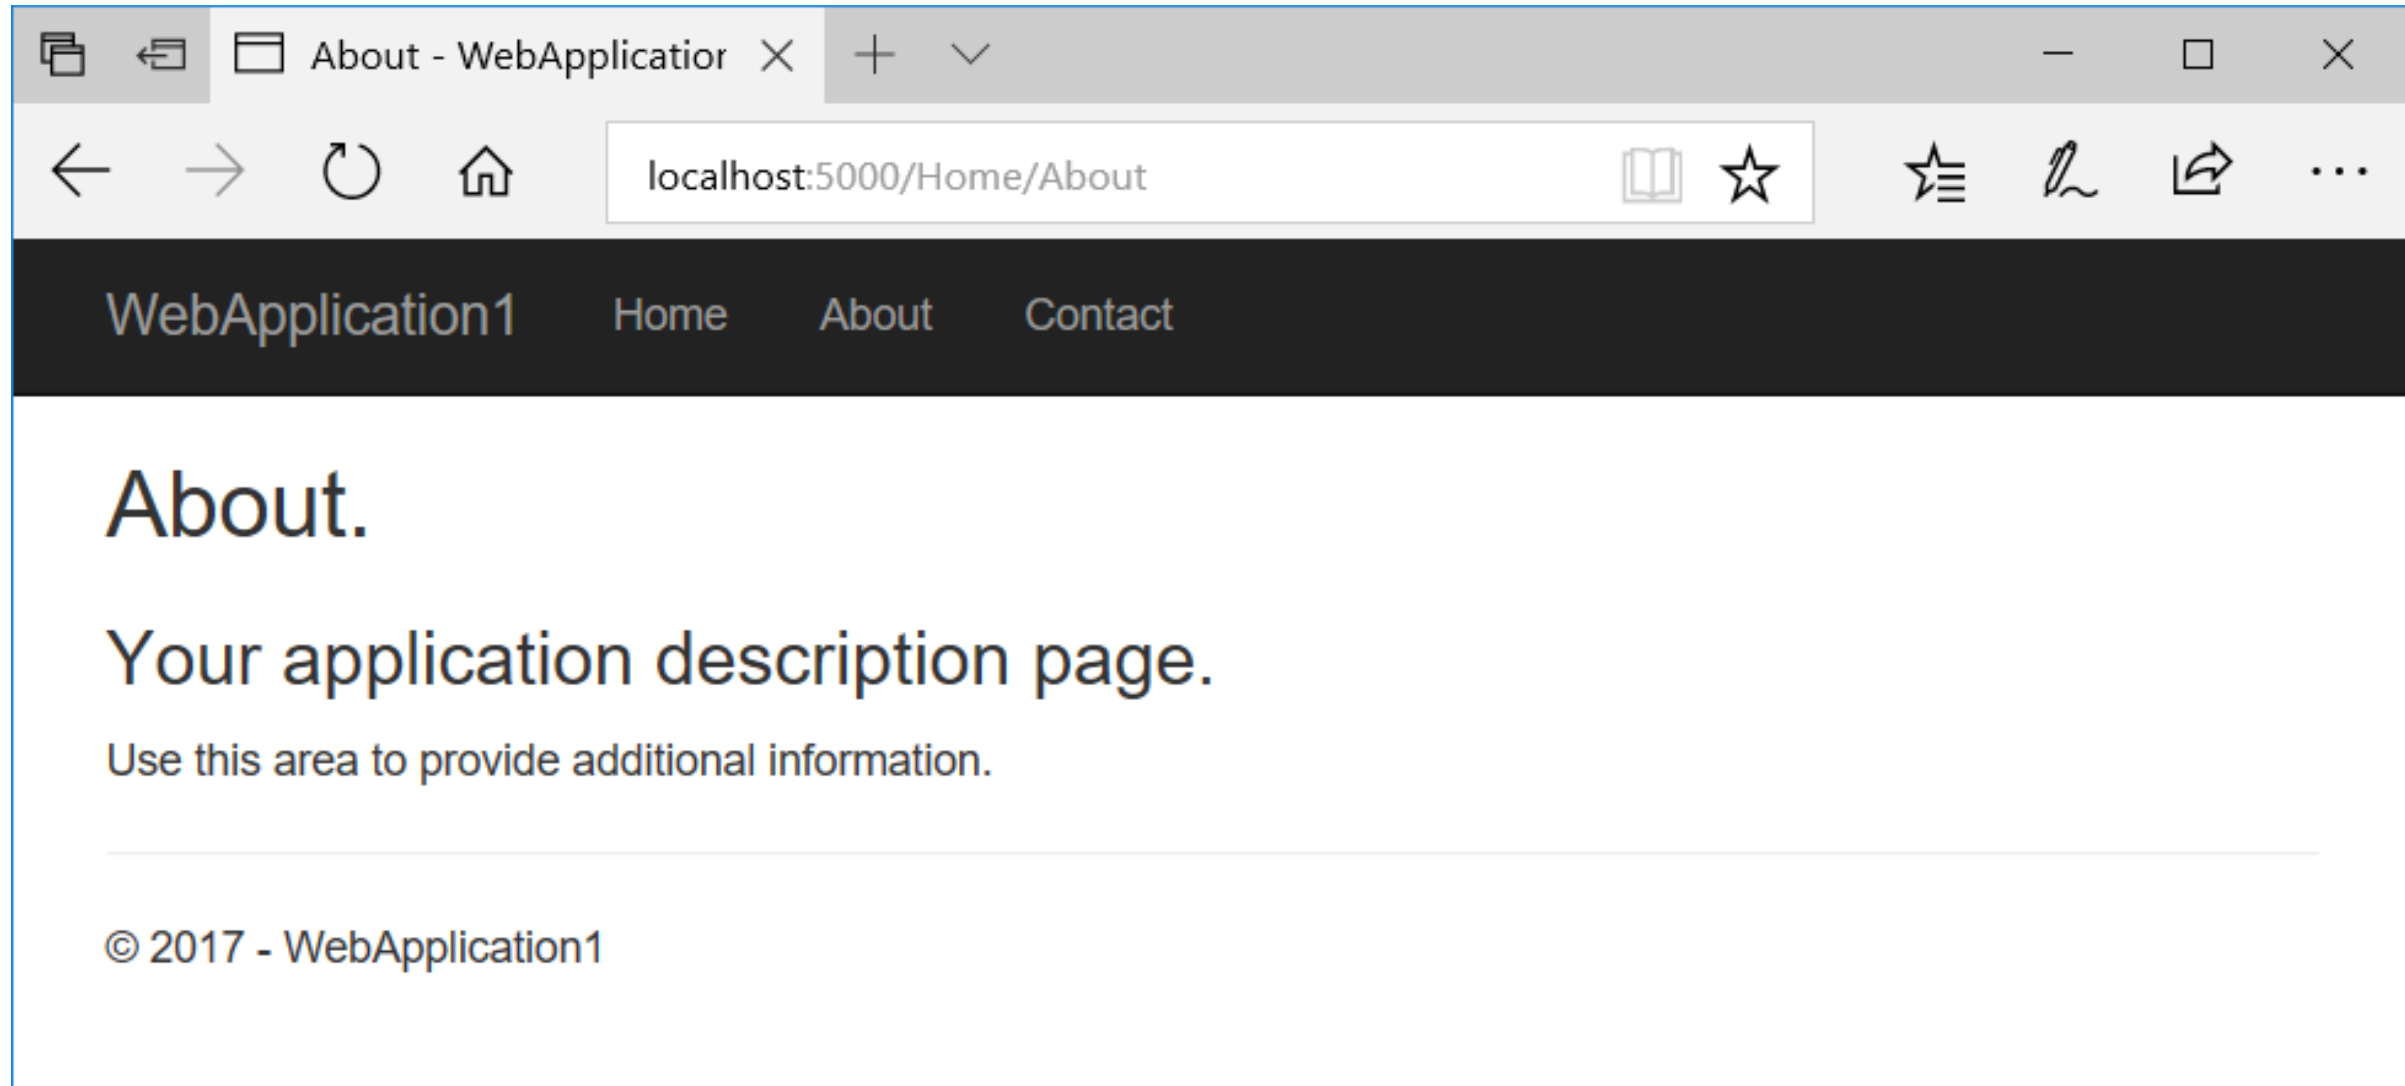 About - WebApplication
localhost:5000/Home/About
WebApplication1 Home About Contact
About.
Your application description page.
Use this area to provide additional information.
© 2017 - WebApplication1